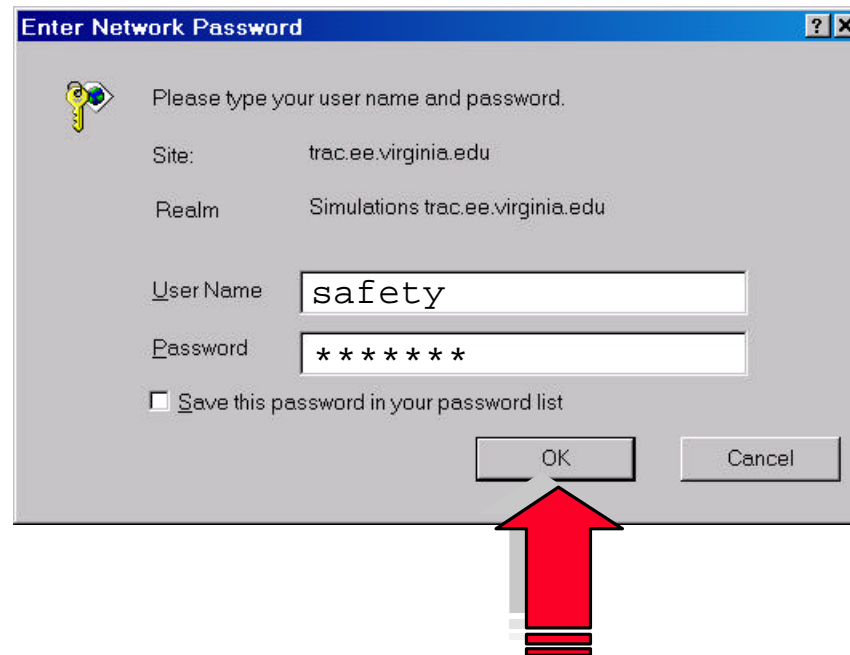 Enter Network Password
Please type your user name and password.
Site: trac.ee.virginia.edu
Realm Simulations trac.ee.virginia.edu
User Name safety
Password *******
Save this password in your password list
OK Cancel